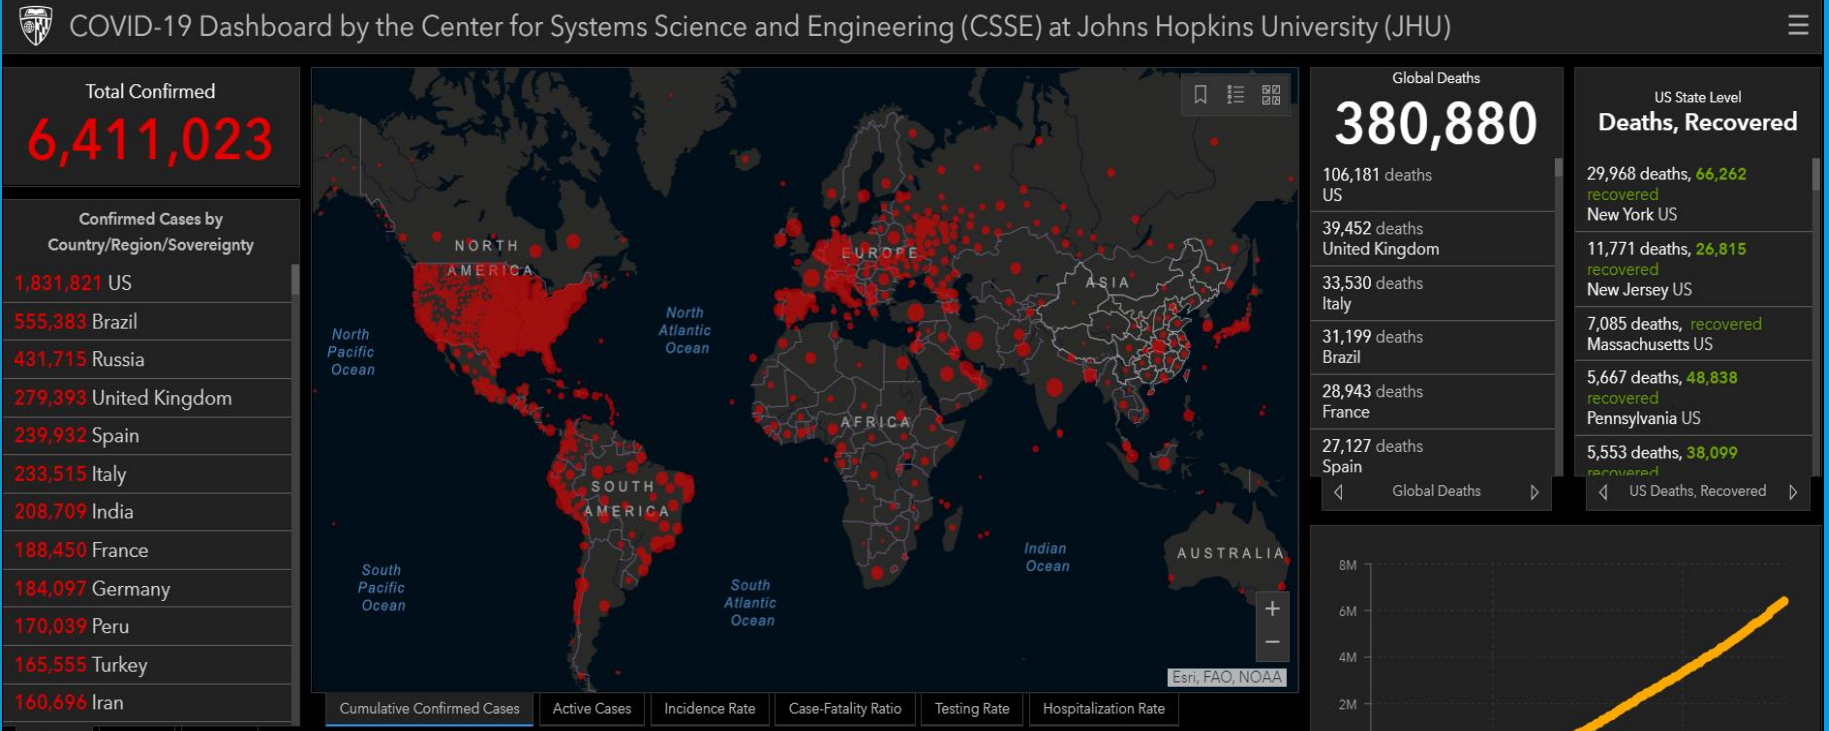 COVID-19 Dashboard by the Center for Systems Science and Engineering (CSSE) at Johns Hopkins University (JHU)
Total Confirmed
6,411,023
Confirmed Cases by
Country/Region/Sovereignty
1,831,821 US
555,383 Brazil
431,715 Russia
279,393 United Kingdom
239,932 Spain
233,515 Italy
208,709 India
188,450 France
184,097 Germany
170,039 Peru
165,555 Turkey
160,696 Iran
NORTH
AMERICA
EUROPE
ASIA
North
Pacific
Ocean
North
Atlantic
Ocean
AFRICA
SOUTH
AMERICA
Indian
Ocean
AUSTRALIA
South
Pacific
Ocean
South
Atlantic
Ocean
+
−
Esri, FAO, NOAA
Cumulative Confirmed Cases
Active Cases
Incidence Rate
Case-Fatality Ratio
Testing Rate
Hospitalization Rate
Global Deaths
380,880
106,181 deaths
US
39,452 deaths
United Kingdom
33,530 deaths
Italy
31,199 deaths
Brazil
28,943 deaths
France
27,127 deaths
Spain
Global Deaths
US State Level
Deaths, Recovered
29,968 deaths, 66,262
recovered
New York US
11,771 deaths, 26,815
recovered
New Jersey US
7,085 deaths, recovered
Massachusetts US
5,667 deaths, 48,838
recovered
Pennsylvania US
5,553 deaths, 38,099
recovered
US Deaths, Recovered
8M
6M
4M
2M